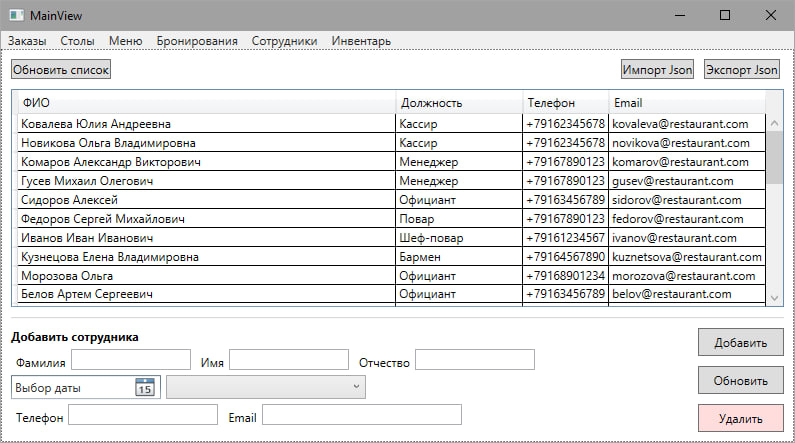 MainView
Заказы Столы Меню Бронирования Сотрудники Инвентарь
Обновить список Импорт Json Экспорт Json
ФИО Должность Телефон Email
Ковалева Юлия Андреевна Кассир +79162345678 kovaleva@restaurant.com
Новикова Ольга Владимировна Кассир +79162345678 novikova@restaurant.com
Комаров Александр Викторович Менеджер +79167890123 komarov@restaurant.com
Гусев Михаил Олегович Менеджер +79167890123 gusev@restaurant.com
Сидоров Алексей Официант +79163456789 sidorov@restaurant.com
Федоров Сергей Михайлович Повар +79167890123 fedorov@restaurant.com
Иванов Иван Иванович Шеф-повар +79161234567 ivanov@restaurant.com
Кузнецова Елена Владимировна Бармен +79164567890 kuznetsova@restaurant.com
Морозова Ольга Официант +79168901234 morozova@restaurant.com
Белов Артем Сергеевич Официант +79163456789 belov@restaurant.com
Добавить сотрудника Добавить
Фамилия Имя Отчество
Выбор даты 15 Обновить
Телефон Email Удалить